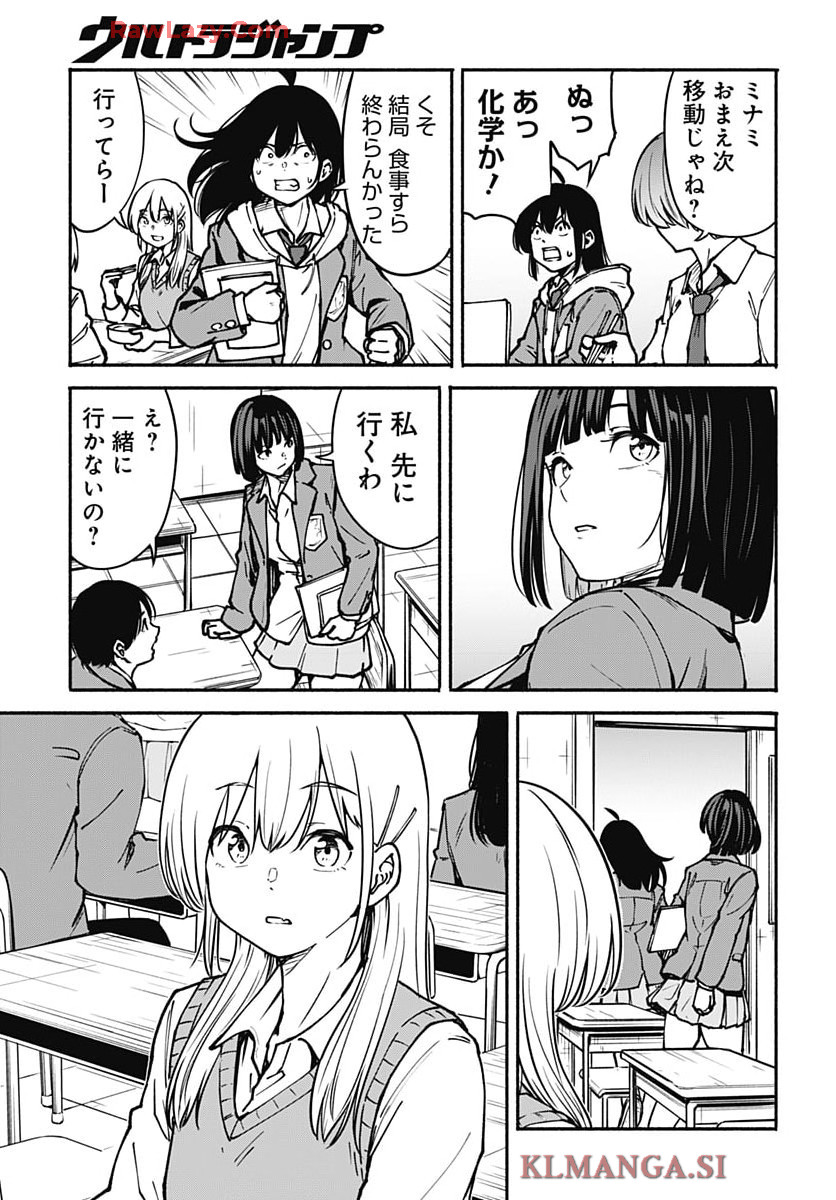 ウルトラジャンプ
RawLazy.Com
ミナミ
おまえ次
移動じゃね?
ぬっ
あっ
化学か!
くそ
結局 食事すら
終わらんかった
行ってらー
私 先に
行くわ
え?
一緒に
行かないの?
KLMANGA.SI